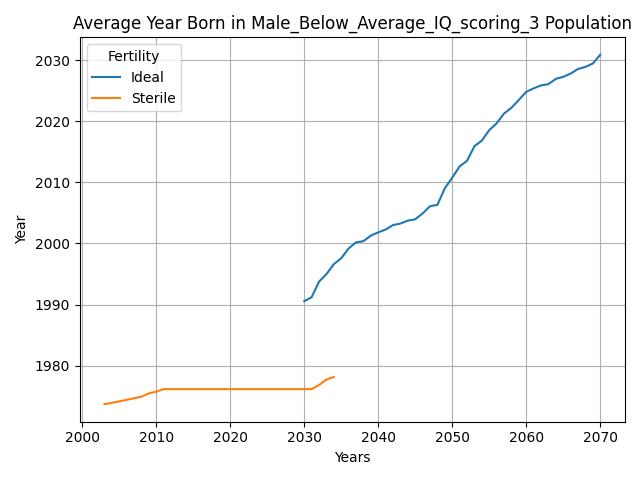 Average Year Born in Male_Below_Average_IQ_scoring_3 Population
Fertility
Ideal
Sterile
2030
2020
2010
2000
1990
1980
Year
2000 2010 2020 2030 2040 2050 2060 2070
Years